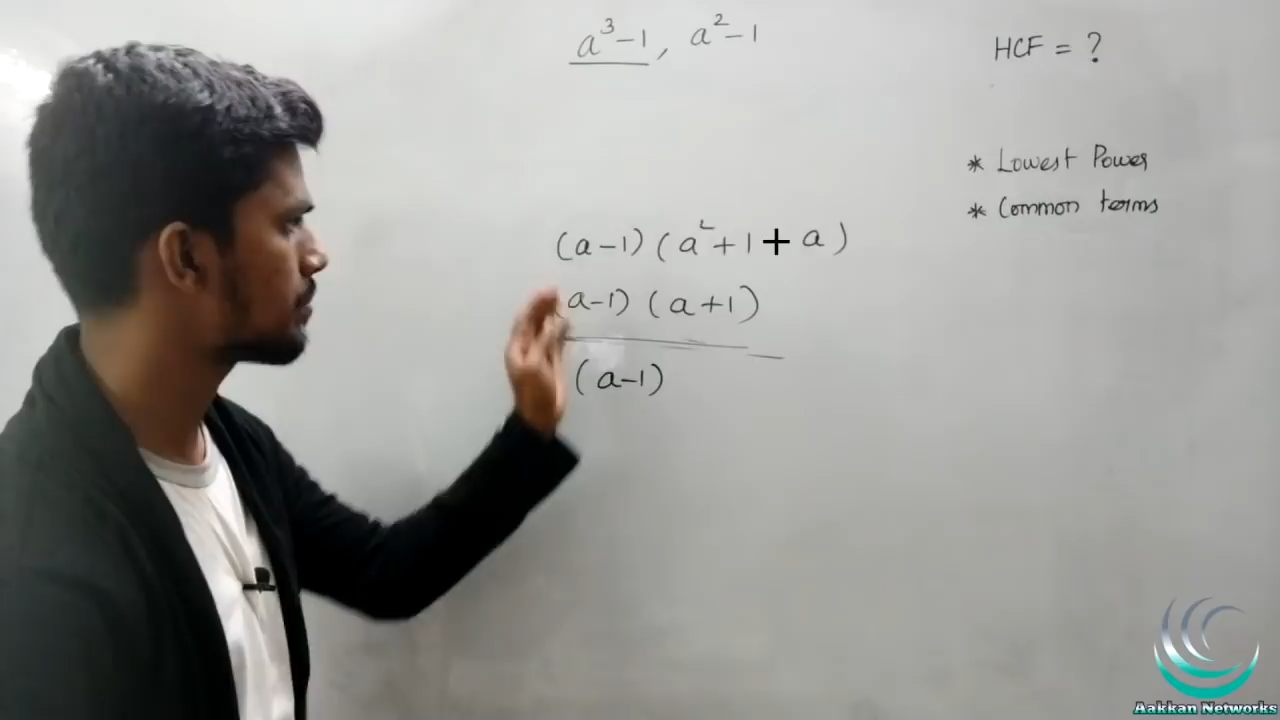 a³-1, a²-1
HCF = ?
* Lowest Power
* Common terms
(a-1) (a²+1+a)
(a-1) (a+1)
(a-1)
Aakkan Networks